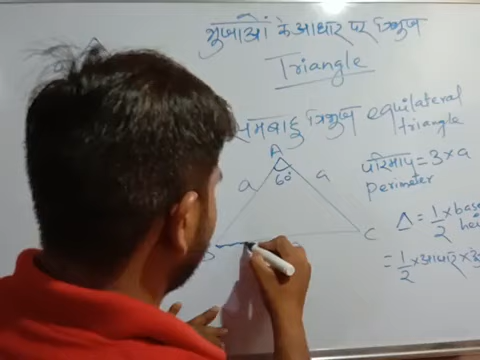 भुजाओं के आधार पर त्रिभुज
Triangle
समबाहु त्रिभुज equilateral
triangle
A
60°
a
a
C
परिमाप = 3 × a
perimeter
Δ = 1/2 × base
= 1/2 × आधार ×